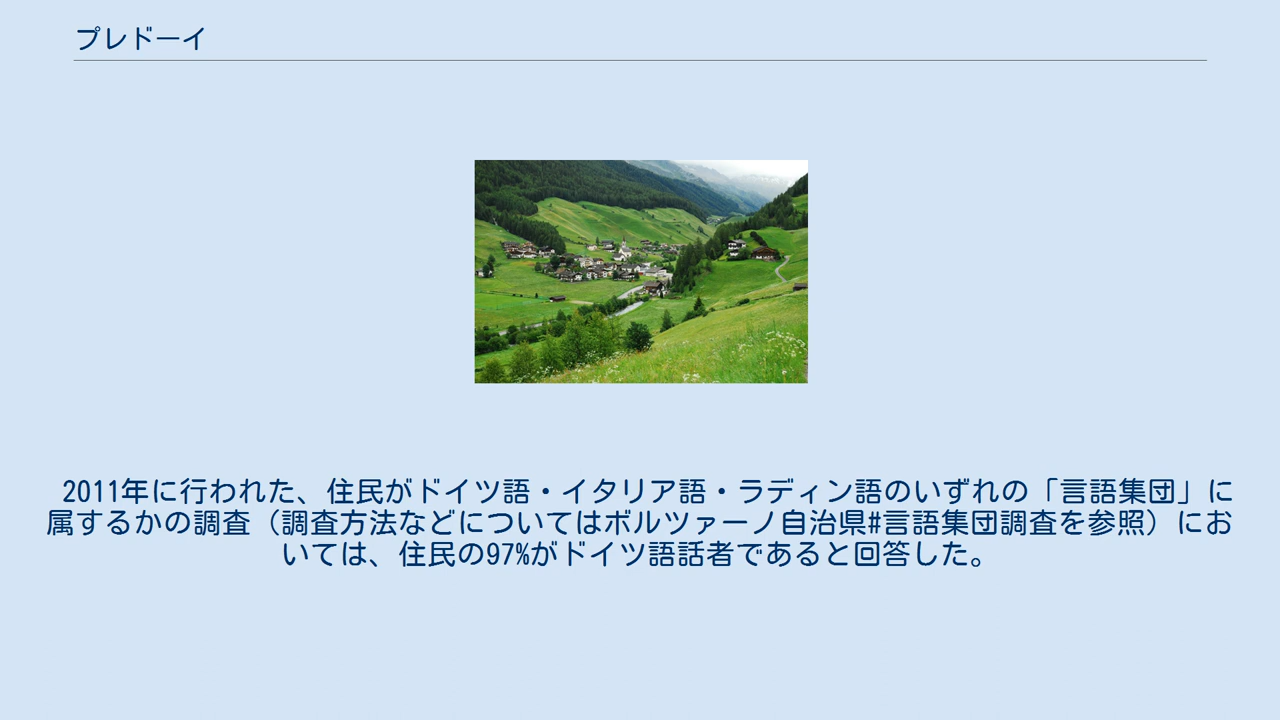 プレドーイ
2011年に行われた、住民がドイツ語・イタリア語・ラディン語のいずれの「言語集団」に
属するかの調査（調査方法などについてはボルツァーノ自治県#言語集団調査を参照）にお
いては、住民の97%がドイツ語話者であると回答した。